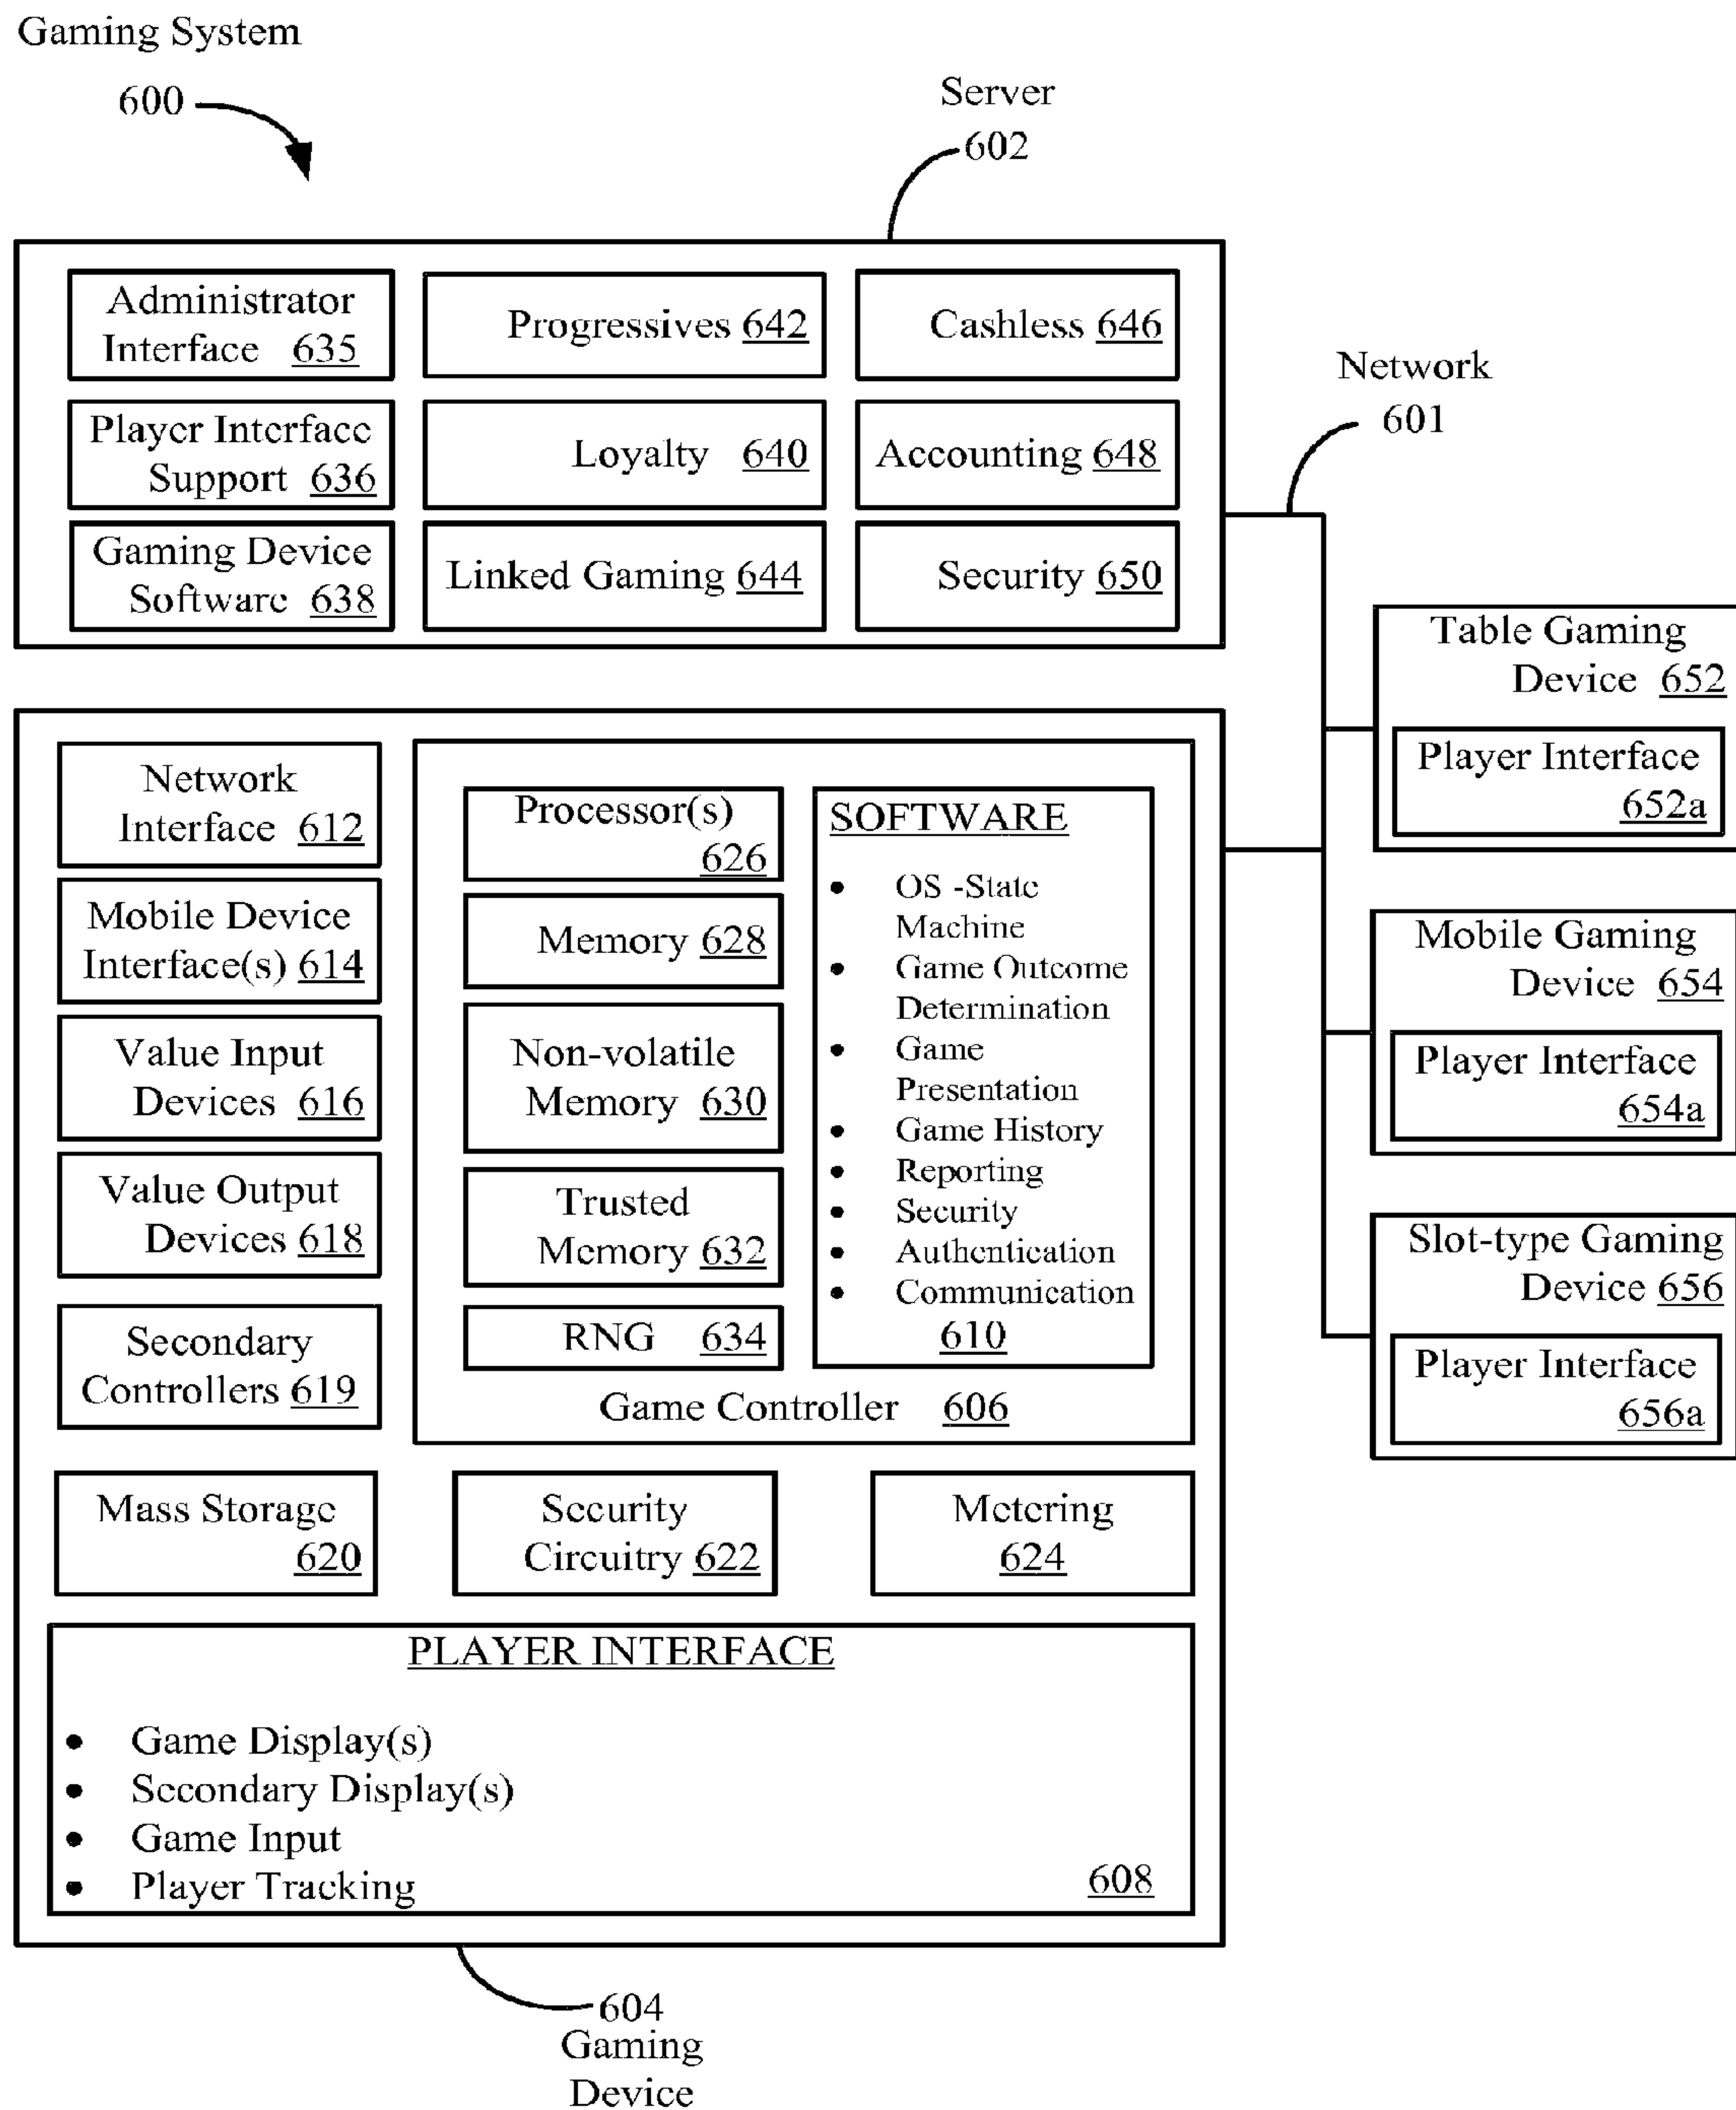 Gaming System
600
Server
602
Administrator
Interface 635
Progressives 642
Cashless 646
Player Interface
Support 636
Loyalty 640
Accounting 648
Gaming Device
Software 638
Linked Gaming 644
Security 650
Network
601
Table Gaming
Device 652
Player Interface
652a
Mobile Gaming
Device 654
Player Interface
654a
Slot-type Gaming
Device 656
Player Interface
656a
Network
Interface 612
Mobile Device
Interface(s) 614
Value Input
Devices 616
Value Output
Devices 618
Secondary
Controllers 619
Processor(s)
626
Memory 628
Non-volatile
Memory 630
Trusted
Memory 632
RNG 634
SOFTWARE
• OS -State
Machine
• Game Outcome
Determination
• Game
Presentation
• Game History
• Reporting
• Security
• Authentication
• Communication
610
Game Controller 606
Mass Storage
620
Security
Circuitry 622
Metering
624
PLAYER INTERFACE
• Game Display(s)
• Secondary Display(s)
• Game Input
• Player Tracking
608
604
Gaming
Device